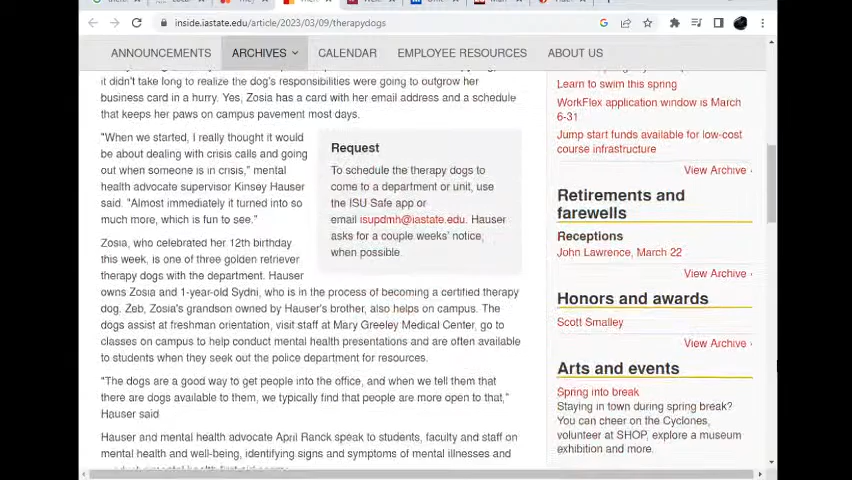 inside.iastate.edu/article/2023/03/09/therapydogs
ANNOUNCEMENTS ARCHIVES CALENDAR EMPLOYEE RESOURCES ABOUT US
it didn't take long to realize the dog's responsibilities were going to outgrow her
business card in a hurry. Yes, Zosia has a card with her email address and a schedule
that keeps her paws on campus pavement most days.
"When we started, I really thought it would
be about dealing with crisis calls and going
out when someone is in crisis," mental
health advocate supervisor Kinsey Hauser
said. "Almost immediately it turned into so
much more, which is fun to see."
Request
To schedule the therapy dogs to
come to a department or unit, use
the ISU Safe app or
email isupdmh@iastate.edu. Hauser
asks for a couple weeks' notice,
when possible.
Zosia, who celebrated her 12th birthday
this week, is one of three golden retriever
therapy dogs with the department. Hauser
owns Zosia and 1-year-old Sydni, who is in the process of becoming a certified therapy
dog. Zeb, Zosia's grandson owned by Hauser's brother, also helps on campus. The
dogs assist at freshman orientation, visit staff at Mary Greeley Medical Center, go to
classes on campus to help conduct mental health presentations and are often available
to students when they seek out the police department for resources.
"The dogs are a good way to get people into the office, and when we tell them that
there are dogs available to them, we typically find that people are more open to that,"
Hauser said
Hauser and mental health advocate April Ranck speak to students, faculty and staff on
mental health and well-being, identifying signs and symptoms of mental illnesses and
Learn to swim this spring
WorkFlex application window is March
6-31
Jump start funds available for low-cost
course infrastructure
View Archive
Retirements and
farewells
Receptions
John Lawrence, March 22
View Archive
Honors and awards
Scott Smalley
View Archive
Arts and events
Spring into break
Staying in town during spring break?
You can cheer on the Cyclones,
volunteer at SHOP, explore a museum
exhibition and more.